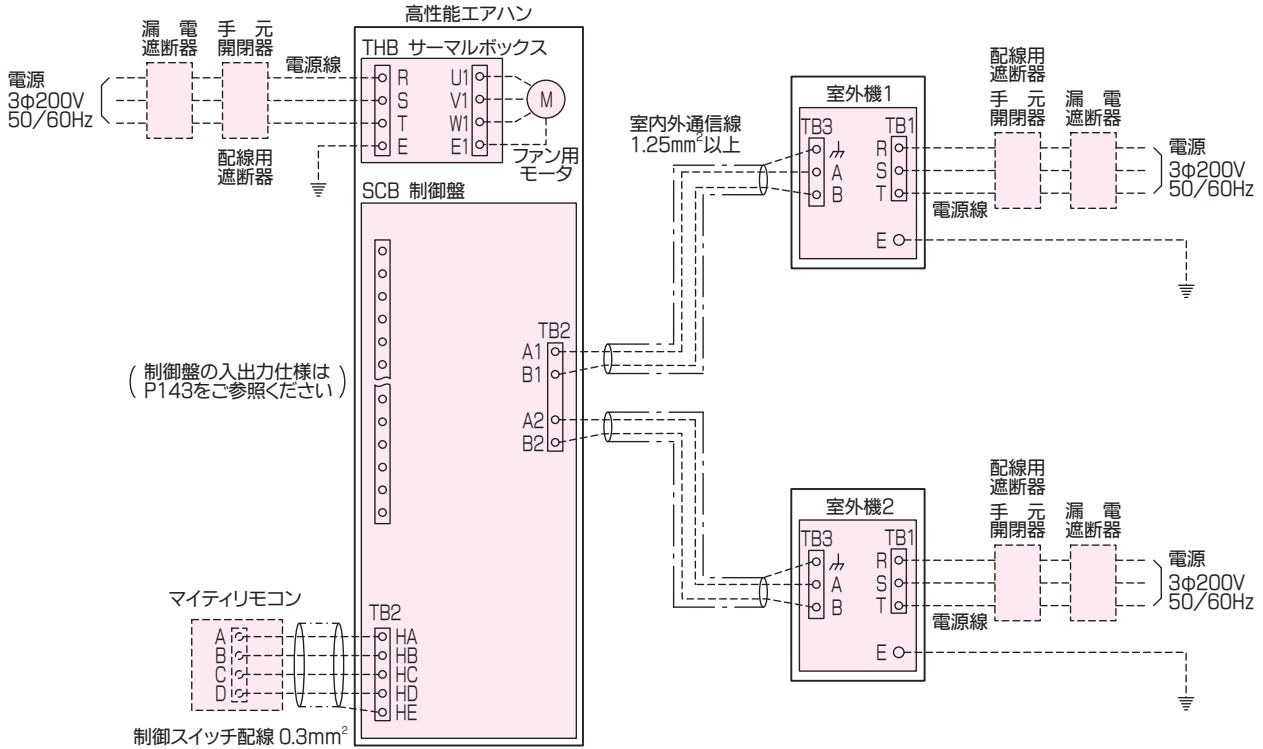 高性能エアハン
漏 電
遮断器
手 元
開閉器
電源
3φ200V
50/60Hz
電源線
配線用
遮断器
THB サーマルボックス
R
S
T
E
U1
V1
W1
E1
M
ファン用
モータ
SCB 制御盤
TB2
A1
B1
A2
B2
(制御盤の入出力仕様は
P143をご参照ください)
マイティリモコン
A
B
C
D
TB2
HA
HB
HC
HD
HE
制御スイッチ配線 0.3mm²
室内外通信線
1.25mm²以上
室外機1
TB3
A
B
TB1
R
S
T
E
電源線
配線用
遮断器
手 元
開閉器
漏 電
遮断器
電源
3φ200V
50/60Hz
室外機2
TB3
A
B
TB1
R
S
T
E
電源線
配線用
遮断器
手 元
開閉器
漏 電
遮断器
電源
3φ200V
50/60Hz